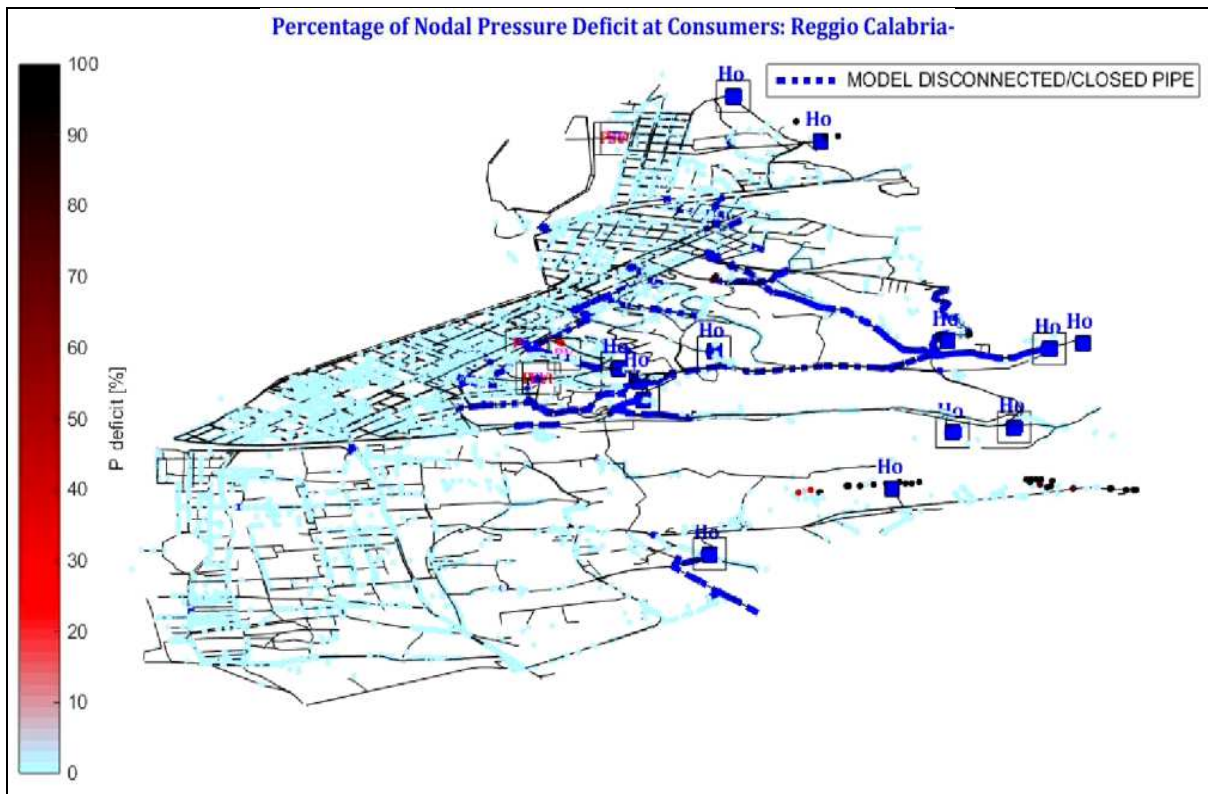 Percentage of Nodal Pressure Deficit at Consumers: Reggio Calabria-
MODEL DISCONNECTED/CLOSED PIPE
100
90
80
70
60
50
40
30
20
10
0
P deficit [%]
Ho
Ho
Ho
Ho
Ho
Ho
Ho
Ho
Ho
Ho
Ho
Ho